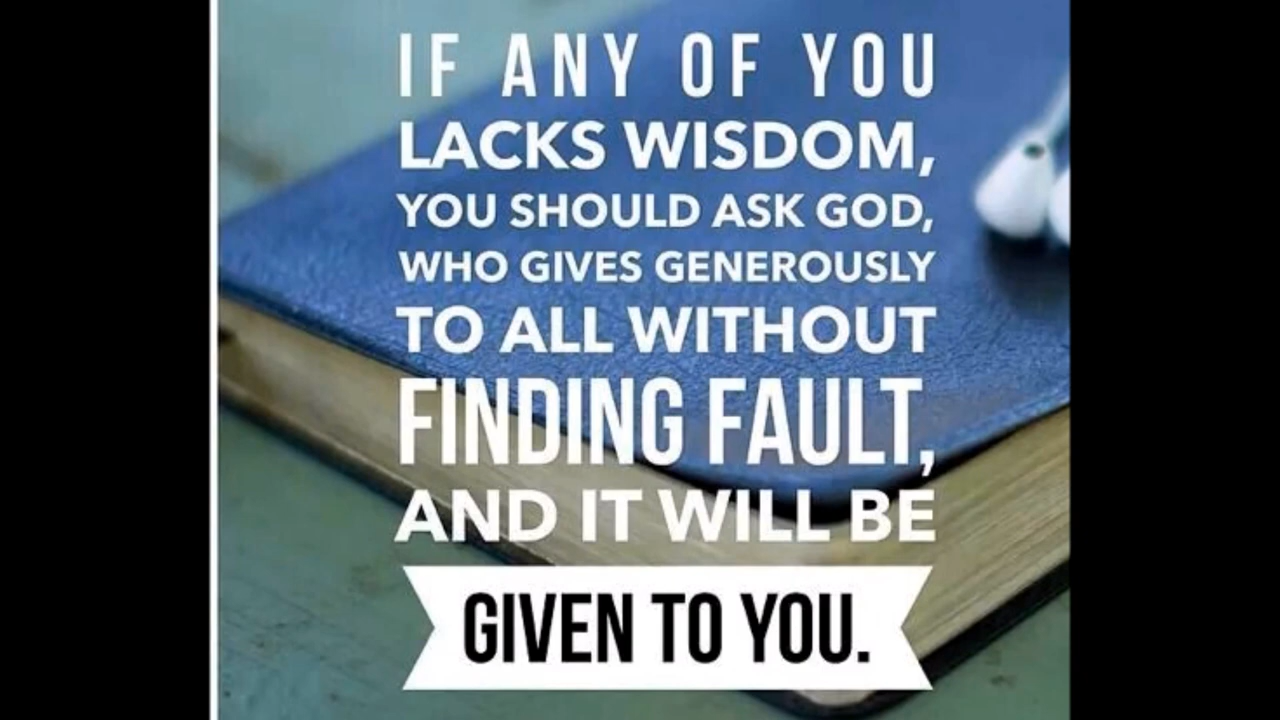 IF ANY OF YOU
LACKS WISDOM,
YOU SHOULD ASK GOD,
WHO GIVES GENEROUSLY
TO ALL WITHOUT
FINDING FAULT,
AND IT WILL BE
GIVEN TO YOU.